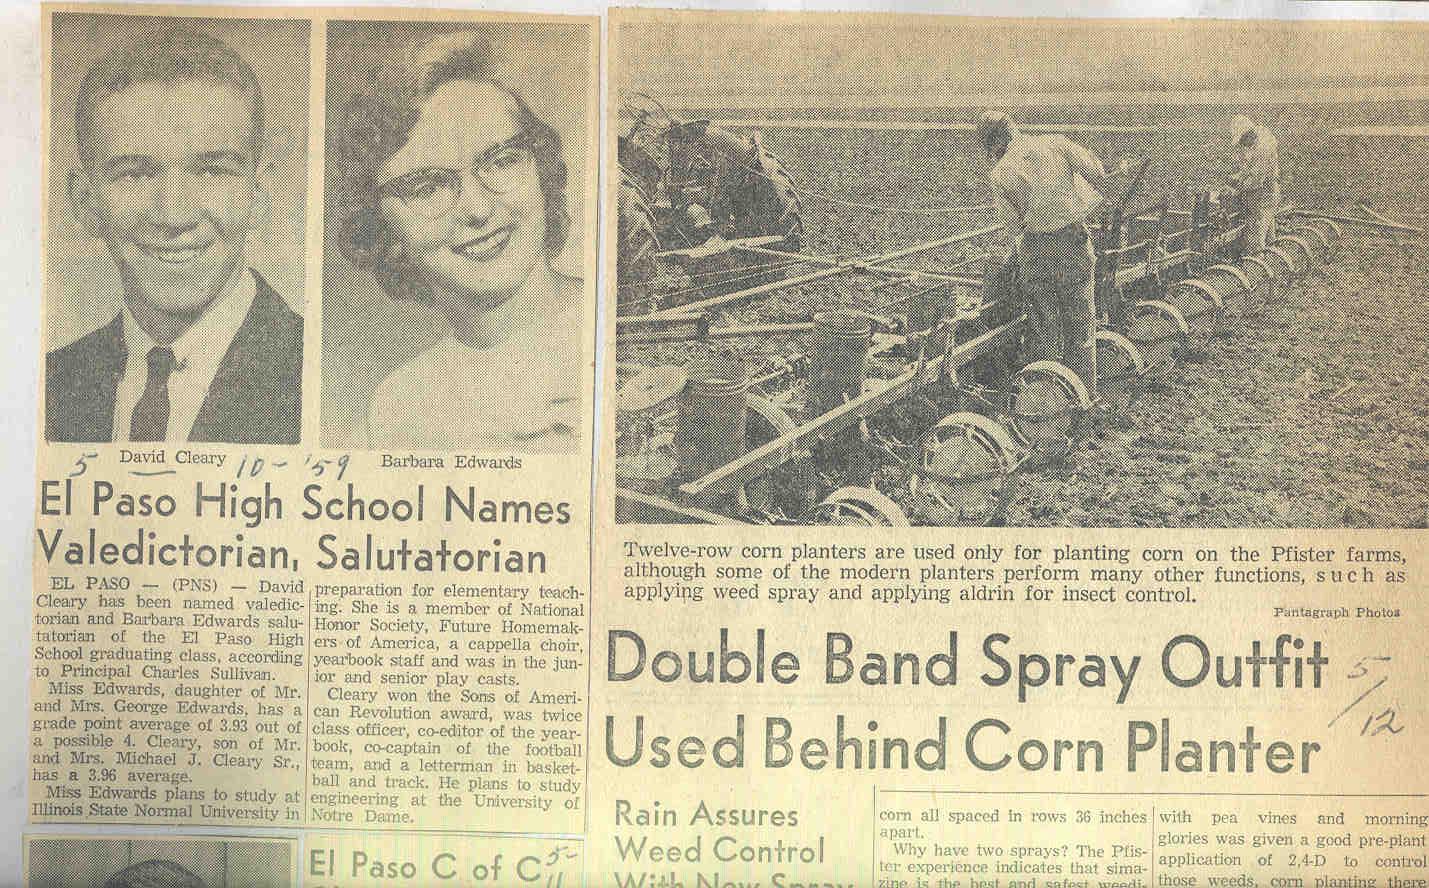 David Cleary
Barbara Edwards
5 10-'59
El Paso High School Names
Valedictorian, Salutatorian
EL PASO — (PNS) — David
Cleary has been named valedic-
torian and Barbara Edwards salu-
tatorian of the El Paso High
School graduating class, according
to Principal Charles Sullivan.
Miss Edwards, daughter of Mr.
and Mrs. George Edwards, has a
grade point average of 3.93 out of
a possible 4. Cleary, son of Mr.
and Mrs. Michael J. Cleary Sr.,
has a 3.96 average.
Miss Edwards plans to study at
Illinois State Normal University in
preparation for elementary teach-
ing. She is a member of National
Honor Society, Future Homemak-
ers of America, a cappella choir,
yearbook staff and was in the jun-
ior and senior play casts.
Cleary won the Sons of Ameri-
can Revolution award, was twice
class officer, co-editor of the year-
book, co-captain of the football
team, and a letterman in basket-
ball and track. He plans to study
engineering at the University of
Notre Dame.
El Paso C of C
5-
Twelve-row corn planters are used only for planting corn on the Pfister farms,
although some of the modern planters perform many other functions, such as
applying weed spray and applying aldrin for insect control.
Pantagraph Photos
Double Band Spray Outfit
Used Behind Corn Planter
5/12
Rain Assures
Weed Control
With New Spray
corn all spaced in rows 36 inches
apart.
Why have two sprays? The Pfis-
ter experience indicates that sima-
zine is the best and safest weedi-
with pea vines and morning
glories was given a good pre-plant
application of 2,4-D to control
those weeds, corn planting there